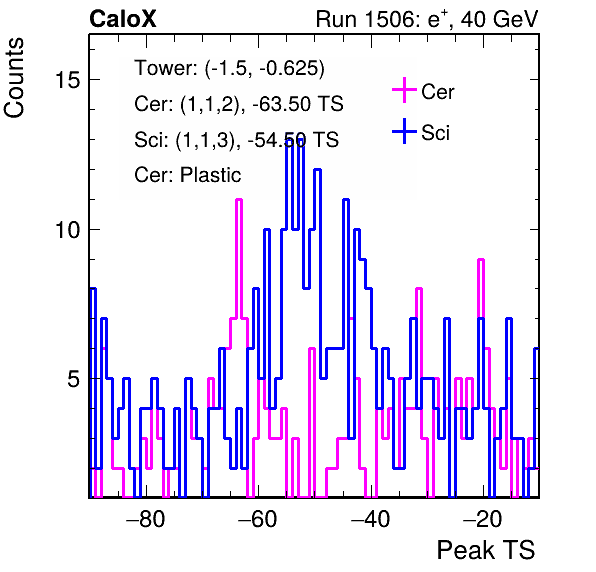 CaloX Run 1506: e+, 40 GeV
Counts
Tower: (-1.5, -0.625)
Cer: (1,1,2), -63.50 TS
Sci: (1,1,3), -54.50 TS
Cer: Plastic
Cer
Sci
15
10
5
−80 −60 −40 −20
Peak TS